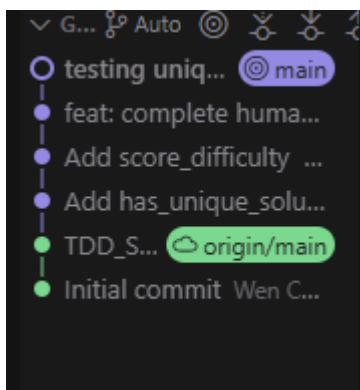 G... Auto
testing uniq... main
feat: complete huma...
Add score_difficulty ...
Add has_unique_solu...
TDD_S... origin/main
Initial commit Wen C...